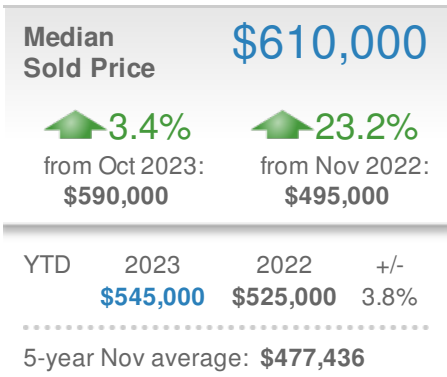 Median $610,000
Sold Price
3.4% 23.2%
from Oct 2023: from Nov 2022:
$590,000 $495,000
YTD 2023 2022 +/-
$545,000 $525,000 3.8%
5-year Nov average: $477,436